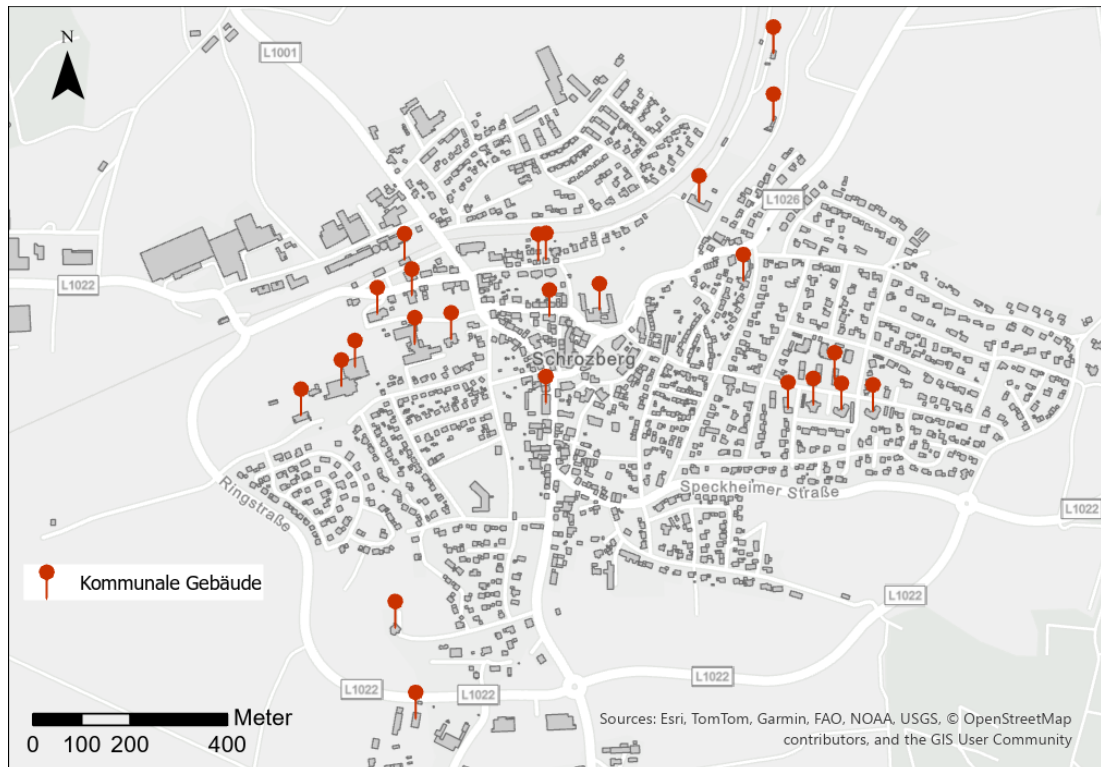 N
L1001
L1026
L1022
Schrozberg
Speckheimer Straße
Ringstraße
L1022
Kommunale Gebäude
L1022
L1022
L1022
L1022
Meter
0 100 200 400
Sources: Esri, TomTom, Garmin, FAO, NOAA, USGS, © OpenStreetMap
contributors, and the GIS User Community